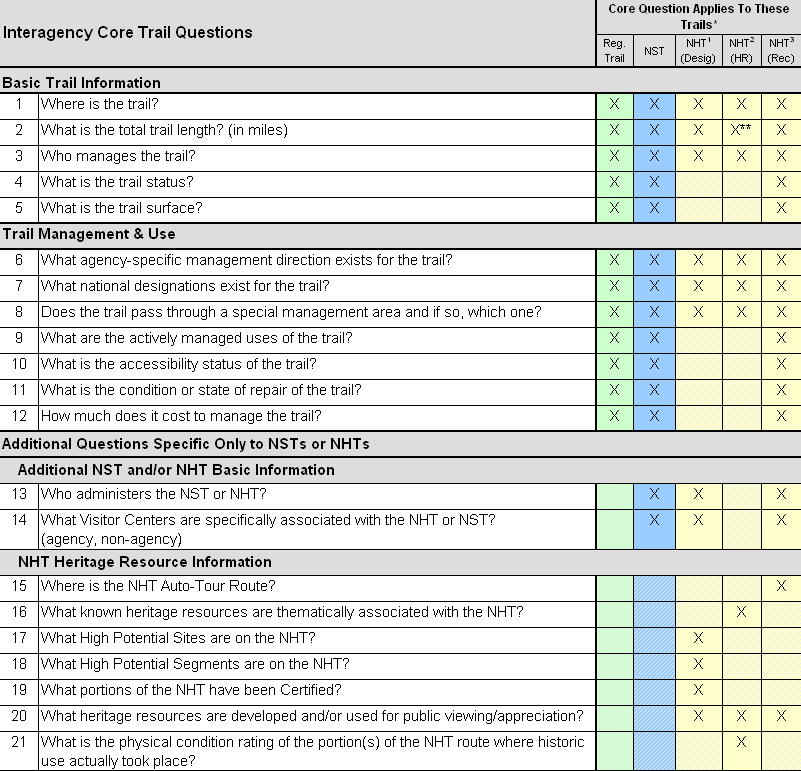 Interagency Core Trail Questions
Core Question Applies To These
Trails*
Reg. Trail NST NHT¹ (Desig) NHT² (HR) NHT³ (Rec)
Basic Trail Information
1 Where is the trail? X X X X X
2 What is the total trail length? (in miles) X X X X** X
3 Who manages the trail? X X X X X
4 What is the trail status? X X X
5 What is the trail surface? X X X
Trail Management & Use
6 What agency-specific management direction exists for the trail? X X X X X
7 What national designations exist for the trail? X X X X X
8 Does the trail pass through a special management area and if so, which one? X X X X X
9 What are the actively managed uses of the trail? X X X
10 What is the accessibility status of the trail? X X X
11 What is the condition or state of repair of the trail? X X X
12 How much does it cost to manage the trail? X X X
Additional Questions Specific Only to NSTs or NHTs
Additional NST and/or NHT Basic Information
13 Who administers the NST or NHT? X X X
14 What Visitor Centers are specifically associated with the NHT or NST? X X X
(agency, non-agency)
NHT Heritage Resource Information
15 Where is the NHT Auto-Tour Route? X
16 What known heritage resources are thematically associated with the NHT? X
17 What High Potential Sites are on the NHT? X
18 What High Potential Segments are on the NHT? X
19 What portions of the NHT have been Certified? X
20 What heritage resources are developed and/or used for public viewing/appreciation? X X X
21 What is the physical condition rating of the portion(s) of the NHT route where historic X
use actually took place?